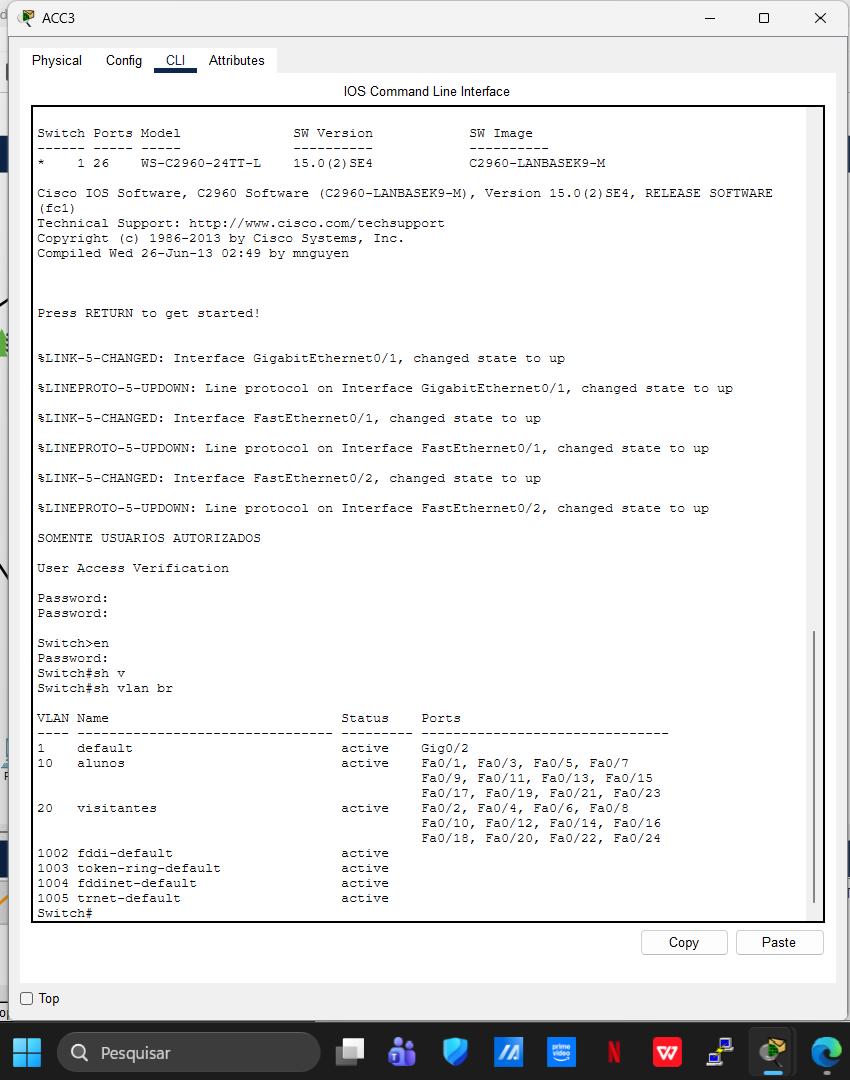 ACC3
Physical Config CLI Attributes
IOS Command Line Interface
Switch Ports Model SW Version SW Image
------ ----- ----- ---------- ----------
* 1 26 WS-C2960-24TT-L 15.0(2)SE4 C2960-LANBASEK9-M
Cisco IOS Software, C2960 Software (C2960-LANBASEK9-M), Version 15.0(2)SE4, RELEASE SOFTWARE
(fc1)
Technical Support: http://www.cisco.com/techsupport
Copyright (c) 1986-2013 by Cisco Systems, Inc.
Compiled Wed 26-Jun-13 02:49 by mnguyen
Press RETURN to get started!
%LINK-5-CHANGED: Interface GigabitEthernet0/1, changed state to up
%LINEPROTO-5-UPDOWN: Line protocol on Interface GigabitEthernet0/1, changed state to up
%LINK-5-CHANGED: Interface FastEthernet0/1, changed state to up
%LINEPROTO-5-UPDOWN: Line protocol on Interface FastEthernet0/1, changed state to up
%LINK-5-CHANGED: Interface FastEthernet0/2, changed state to up
%LINEPROTO-5-UPDOWN: Line protocol on Interface FastEthernet0/2, changed state to up
SOMENTE USUARIOS AUTORIZADOS
User Access Verification
Password:
Password:
Switch>en
Password:
Switch#sh v
Switch#sh vlan br
VLAN Name Status Ports
---- -------------------------------- --------- -------------------------------
1 default active Gig0/2
10 alunos active Fa0/1, Fa0/3, Fa0/5, Fa0/7
Fa0/9, Fa0/11, Fa0/13, Fa0/15
Fa0/17, Fa0/19, Fa0/21, Fa0/23
20 visitantes active Fa0/2, Fa0/4, Fa0/6, Fa0/8
Fa0/10, Fa0/12, Fa0/14, Fa0/16
Fa0/18, Fa0/20, Fa0/22, Fa0/24
1002 fddi-default active
1003 token-ring-default active
1004 fddinet-default active
1005 trnet-default active
Switch#
Copy Paste
Top
Pesquisar
prime
video